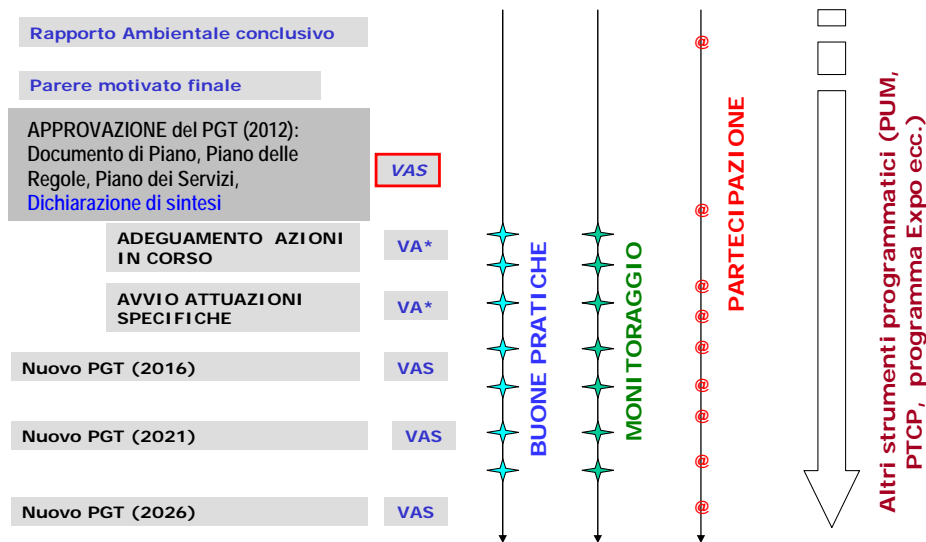 Rapporto Ambientale conclusivo
@
Parere motivato finale
APPROVAZIONE del PGT (2012):
Documento di Piano, Piano delle
Regole, Piano dei Servizi,
Dichiarazione di sintesi
VAS
@
ADEGUAMENTO AZIONI
IN CORSO
VA*
@
AVVIO ATTUAZIONI
SPECIFICHE
VA*
@
@
Nuovo PGT (2016)
VAS
@
@
Nuovo PGT (2021)
VAS
@
@
Nuovo PGT (2026)
VAS
BUONE PRATICHE
MONITORAGGIO
PARTECIPAZIONE
Altri strumenti programmatici (PUM,
PTCP, programma Expo ecc.)